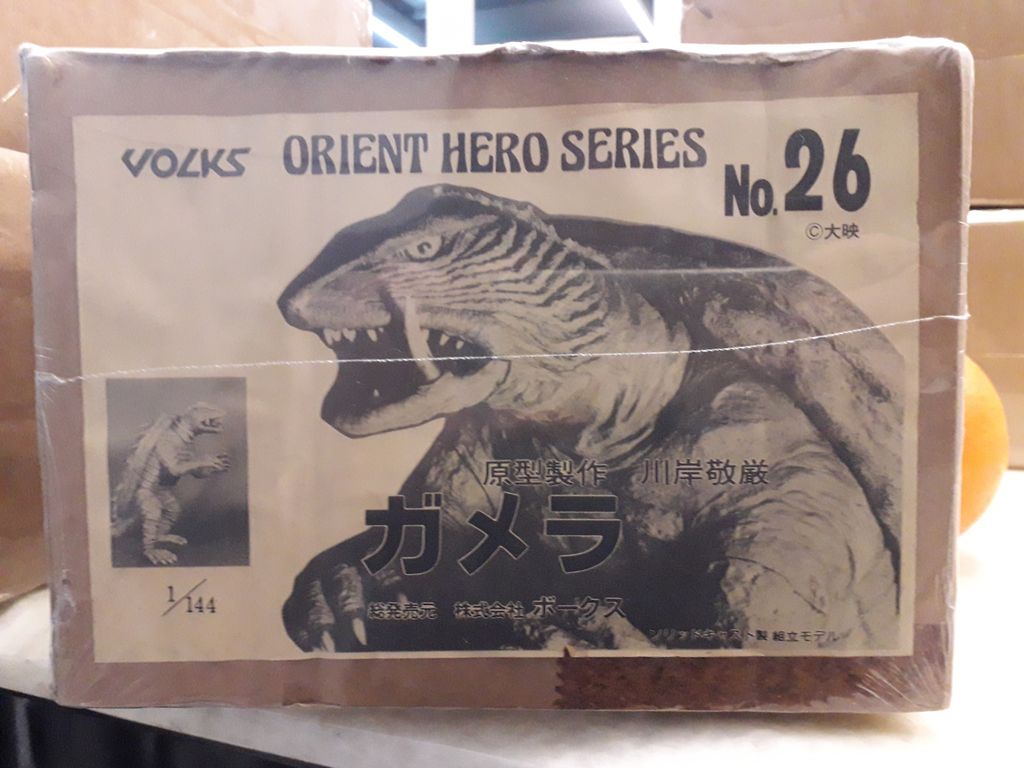 VOLKS ORIENT HERO SERIES No. 26
©大映
原型製作 川岸敬厳
ガメラ
1/144
総発売元 株式会社 ボークス
ソリッドキャスト製 組立モデル